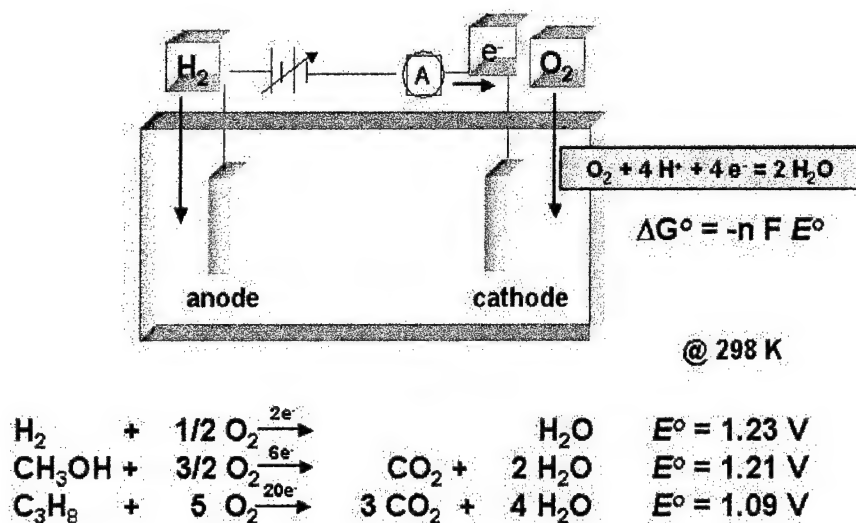 H₂ A e⁻ O₂
O₂ + 4 H⁺ + 4 e⁻ = 2 H₂O
ΔG° = -n F E°
anode cathode
@ 298 K
H₂ + 1/2 O₂ 2e⁻ → H₂O E° = 1.23 V
CH₃OH + 3/2 O₂ 6e⁻ → CO₂ + 2 H₂O E° = 1.21 V
C₃H₈ + 5 O₂ 20e⁻ → 3 CO₂ + 4 H₂O E° = 1.09 V